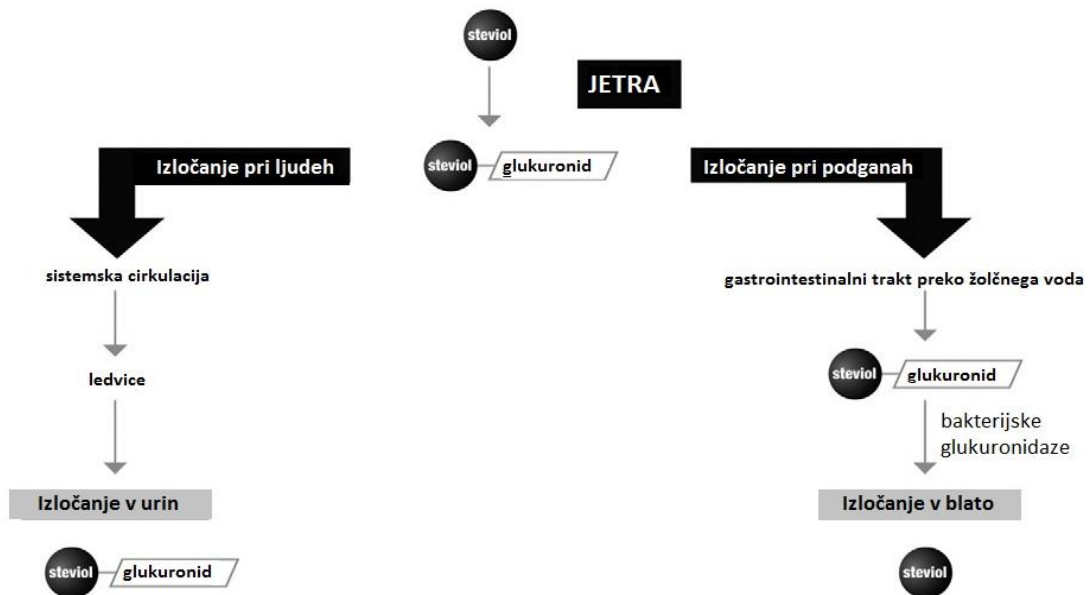 steviol
JETRA
steviol glukuronid
Izločanje pri ljudeh
Izločanje pri podganah
sistemska cirkulacija
gastrointestinalni trakt preko žolčnega voda
ledvice
steviol glukuronid
bakterijske
glukuronidaze
Izločanje v urin
Izločanje v blato
steviol glukuronid
steviol